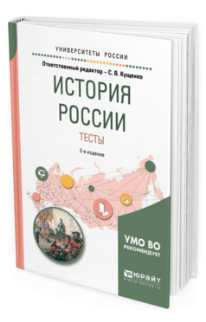 УНИВЕРСИТЕТЫ РОССИИ
Ответственный редактор – С. В. Кущенко
ИСТОРИЯ
РОССИИ
ТЕСТЫ
2-е издание
УМО ВО
РЕКОМЕНДУЕТ
юрайт